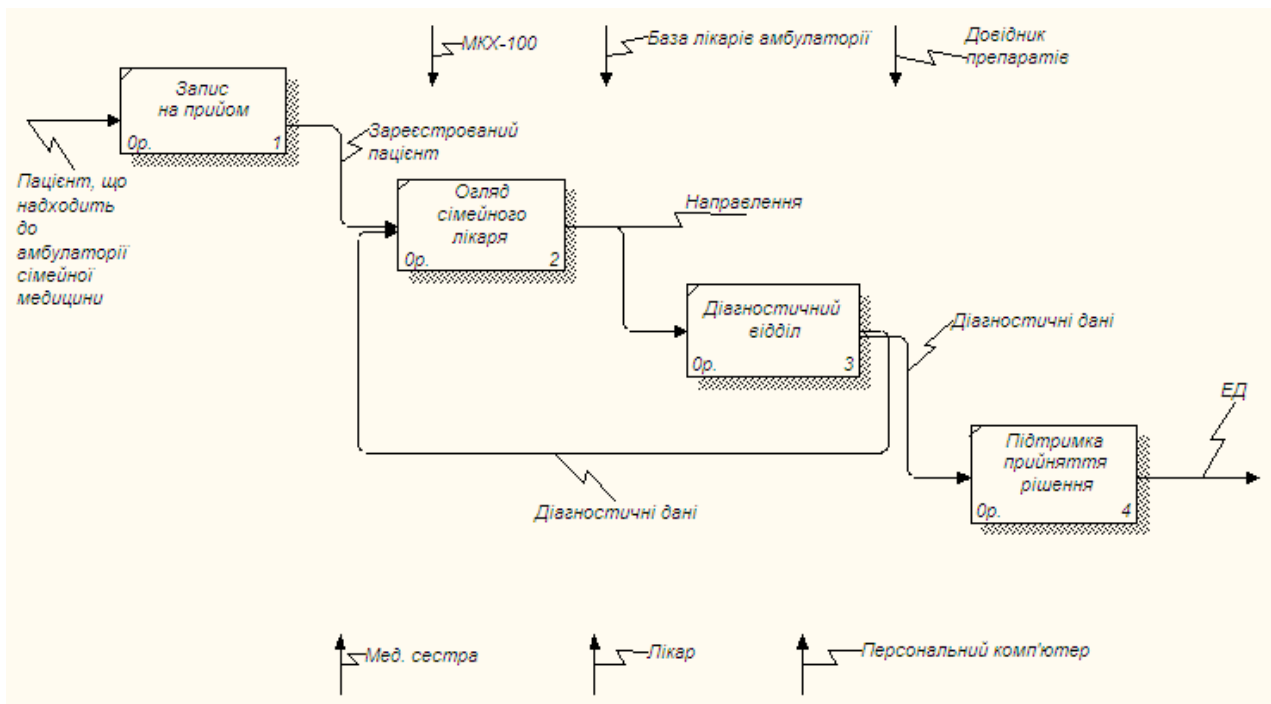 МКХ-100
База лікарів амбулаторії
Довідник
препаратів
Запис
на прийом
0р.
1
Зареєстрований
пацієнт
Пацієнт, що
надходить
до
амбулаторії
сімейної
медицини
Огляд
сімейного
лікаря
0р.
2
Направлення
Діагностичний
відділ
0р.
3
Діагностичні дані
ЕД
Підтримка
прийняття
рішення
0р.
4
Діагностичні дані
Мед. сестра
Лікар
Персональний комп'ютер